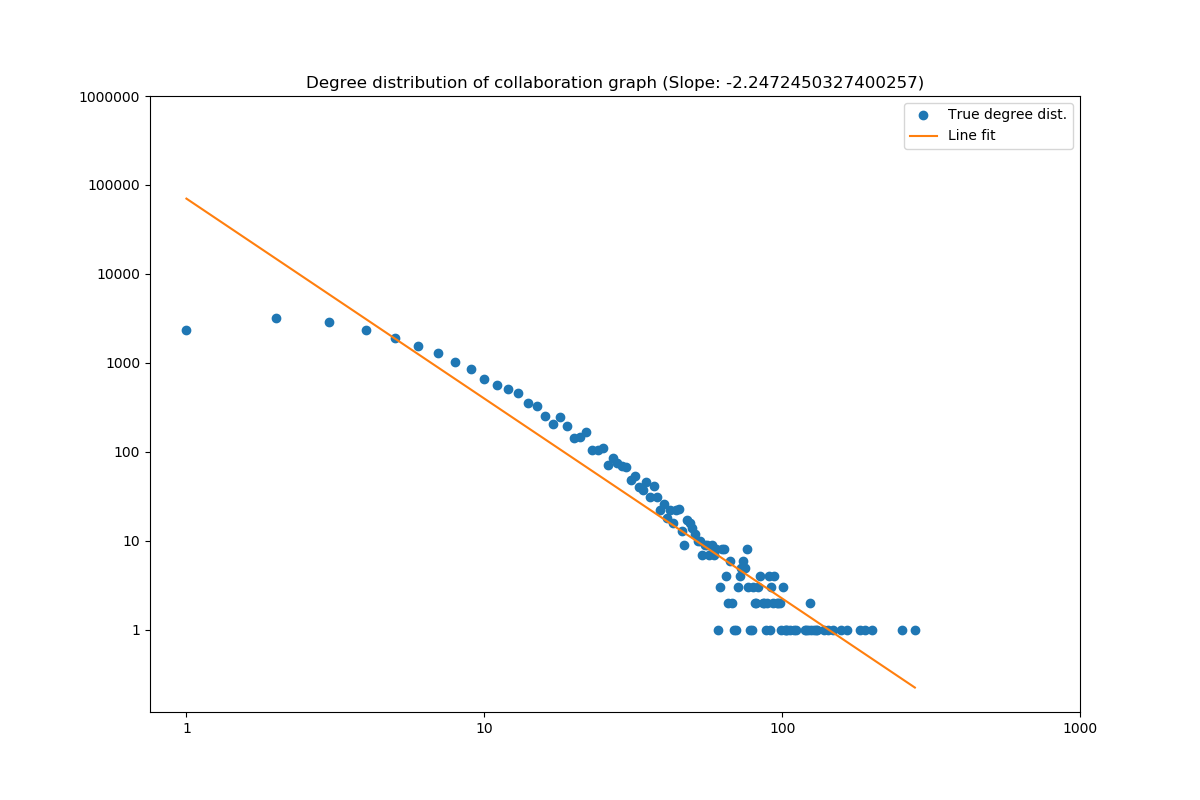 Degree distribution of collaboration graph (Slope: -2.2472450327400257)
1000000
100000
10000
1000
100
10
1
True degree dist.
Line fit
1 10 100 1000